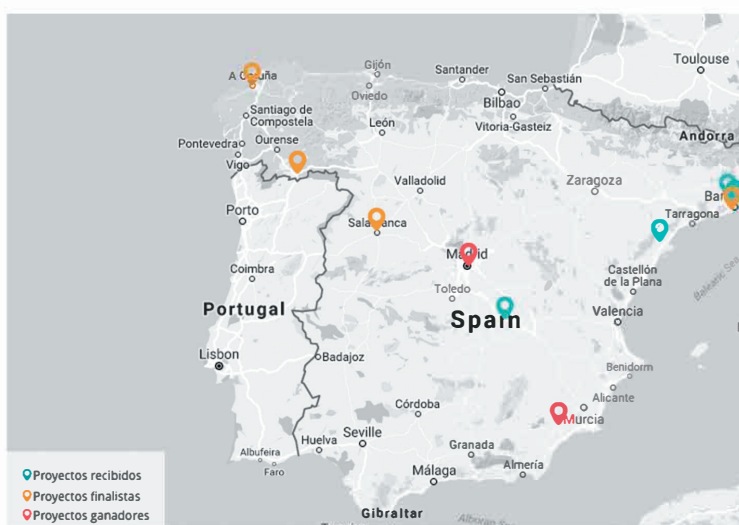 Toulouse
Gijón
A Coruña
Santander
San Sebastián
Oviedo
Bilbao
Santiago de
Compostela
León
Vitoria-Gasteiz
Andorra
Pontevedra
Ourense
Vigo
Valladolid
Zaragoza
Porto
Salamanca
Tarragona
Madrid
Coimbra
Toledo
Castellón
de la Plana
Balearic Sea
Portugal
Spain
Valencia
Lisbon
Badajoz
Benidorm
Alicante
Córdoba
Murcia
Huelva
Seville
Granada
Albufeira
Faro
Málaga
Almería
Proyectos recibidos
Proyectos finalistas
Proyectos ganadores
Gibraltar